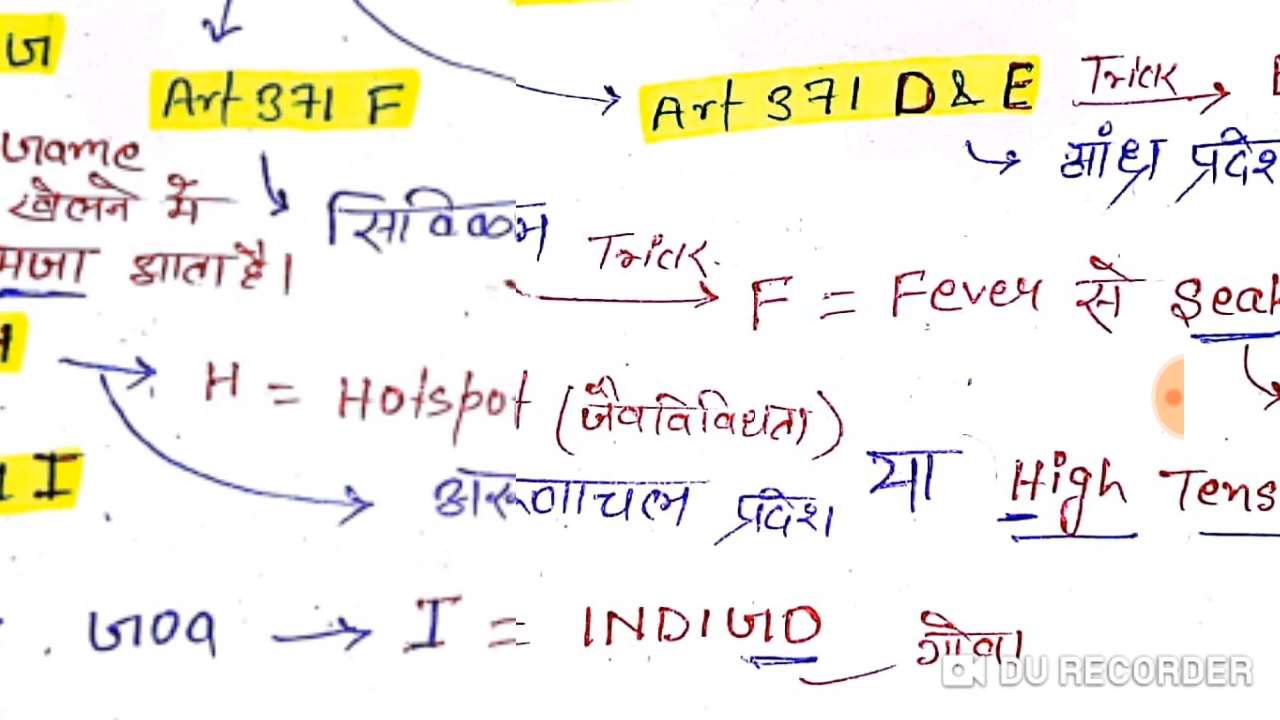 ज
Art 371 F
Art 371 D & E Trick
आंध्र प्रदेश
Game
खेलने में
मजा आता है।
सिक्किम
Trick
F = Fever से
H = Hotspot (जैवविविधता)
अरूणाचल प्रदेश या High Tens
I
गोवा → I = INDIGO गोवा
DU RECORDER